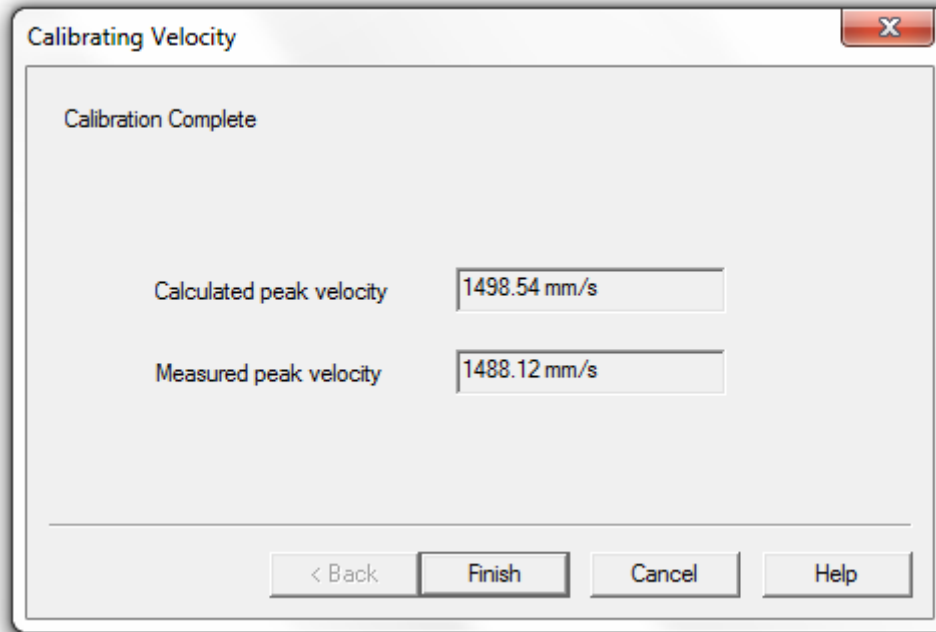 Calibrating Velocity
Calibration Complete
Calculated peak velocity 1498.54 mm/s
Measured peak velocity 1488.12 mm/s
< Back Finish Cancel Help